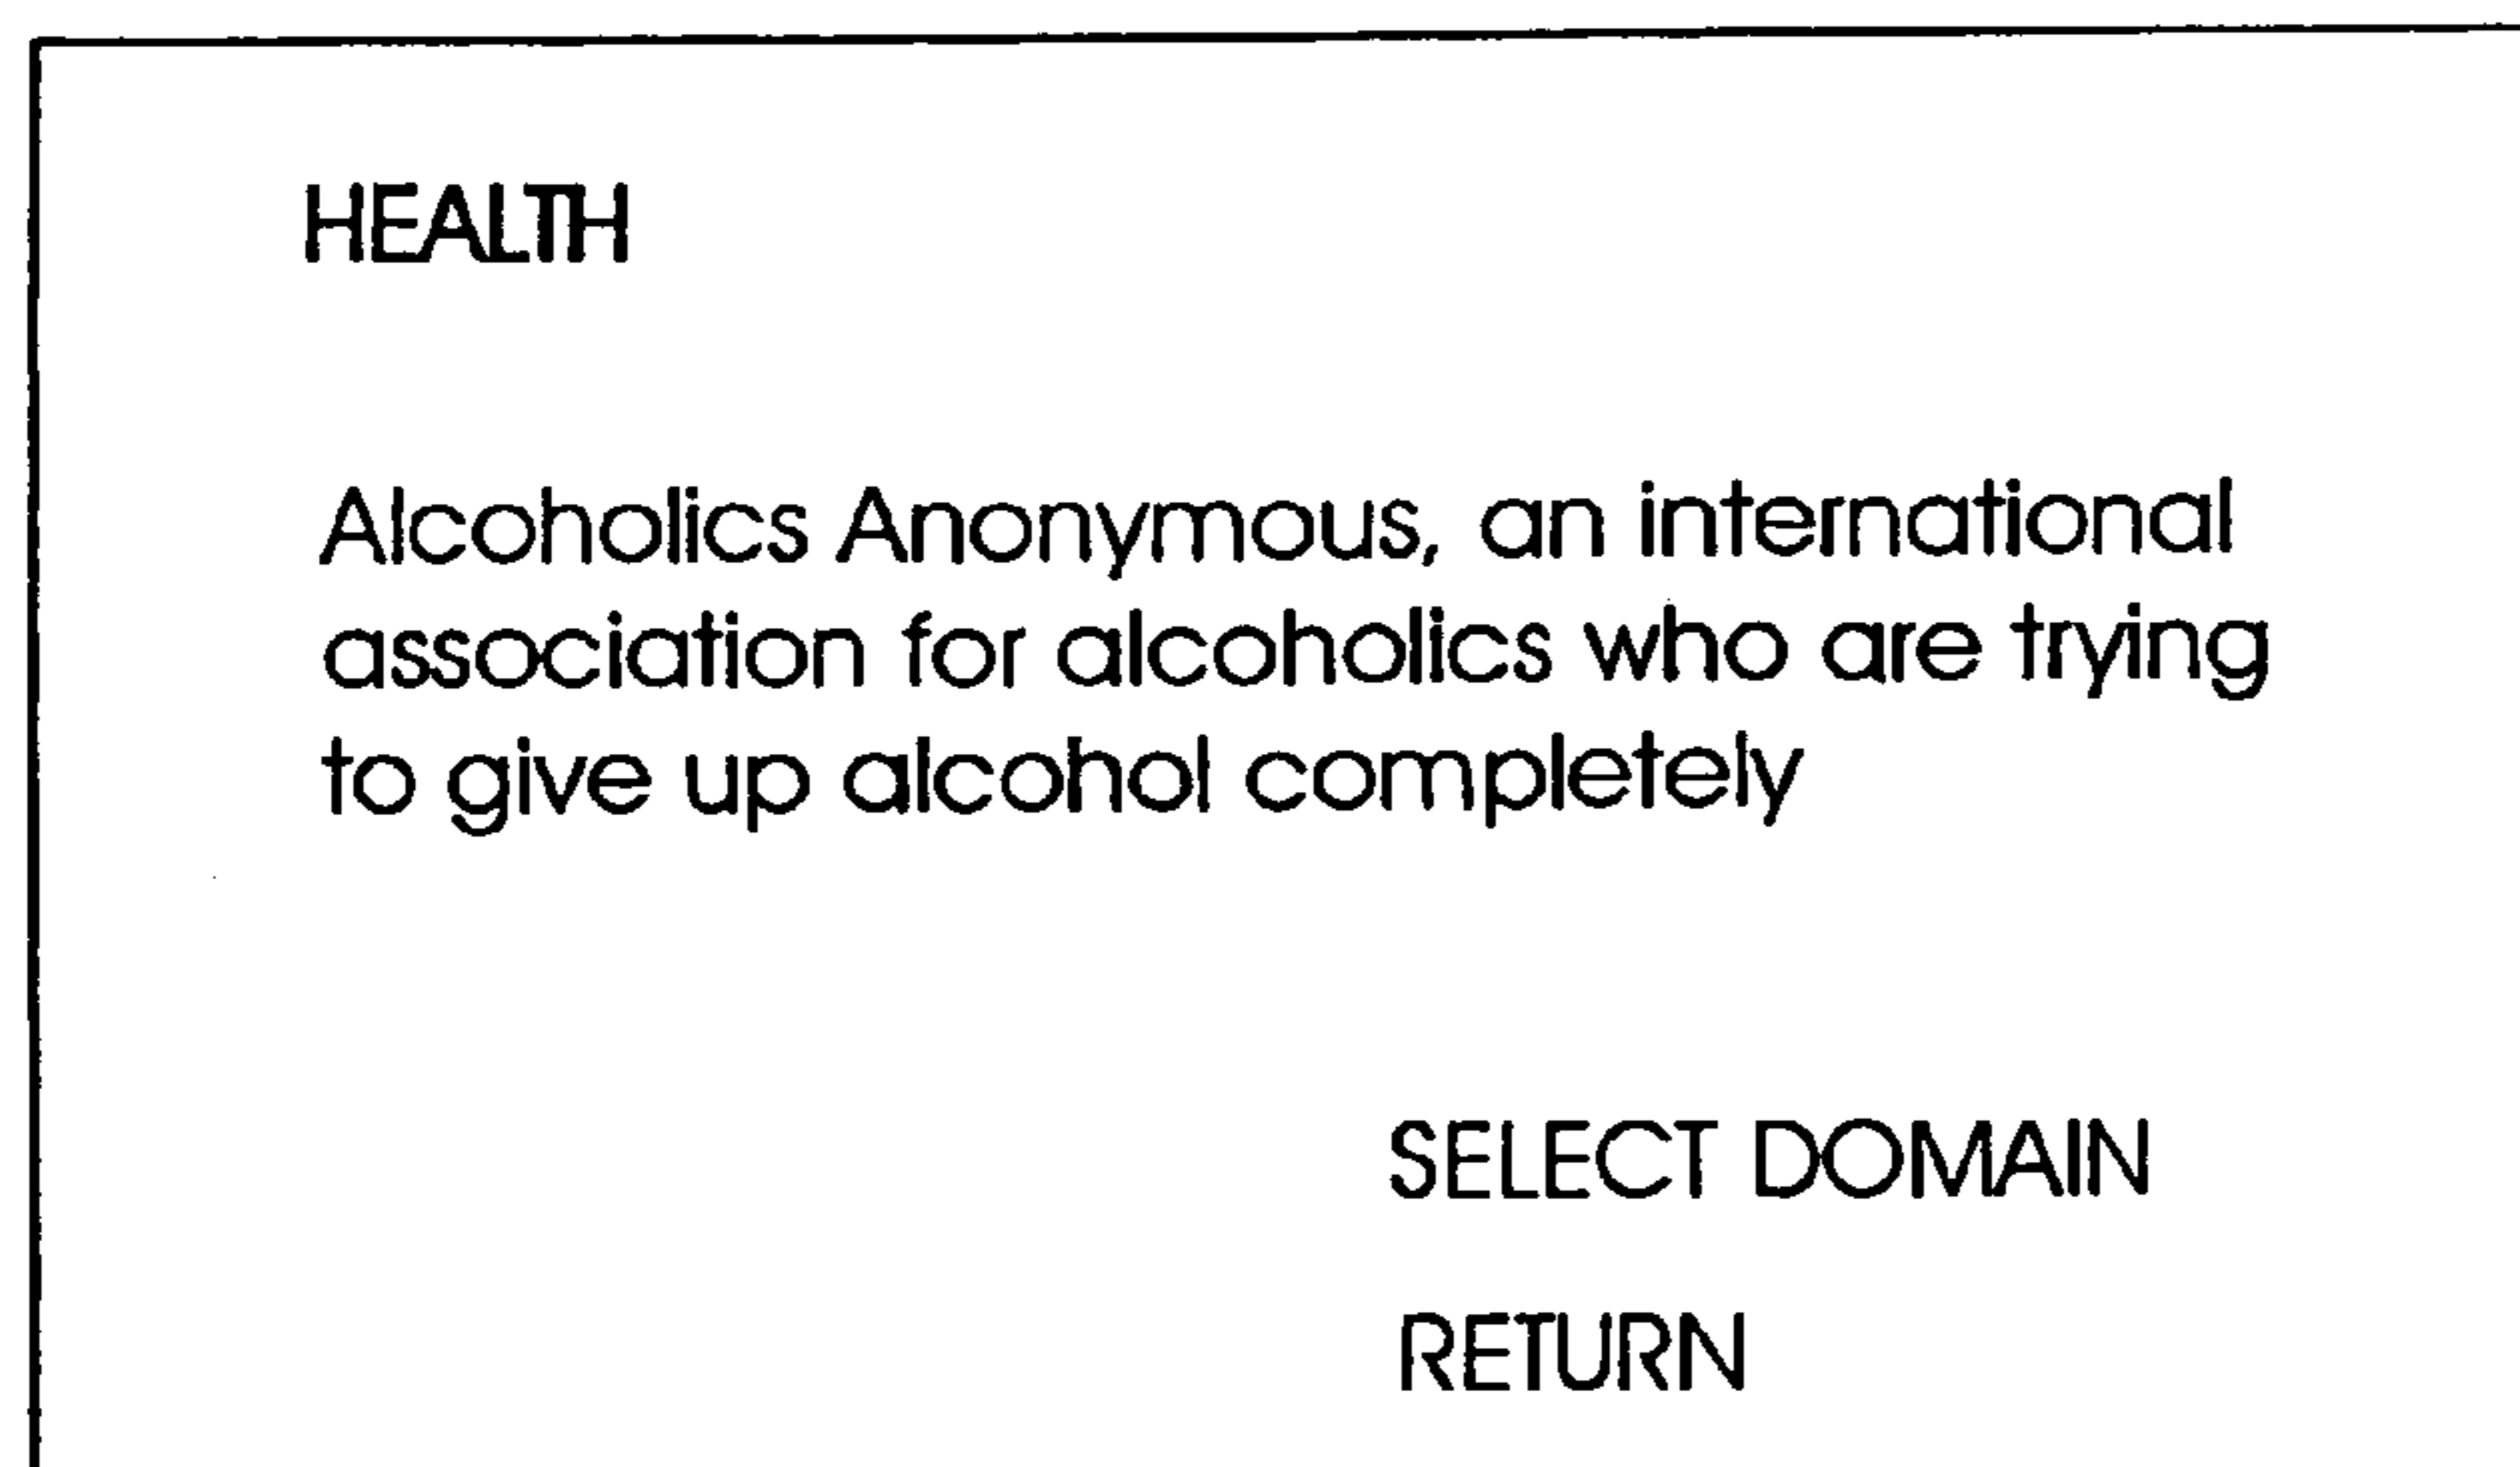 HEALTH
Alcoholics Anonymous, an international
association for alcoholics who are trying
to give up alcohol completely
SELECT DOMAIN
RETURN